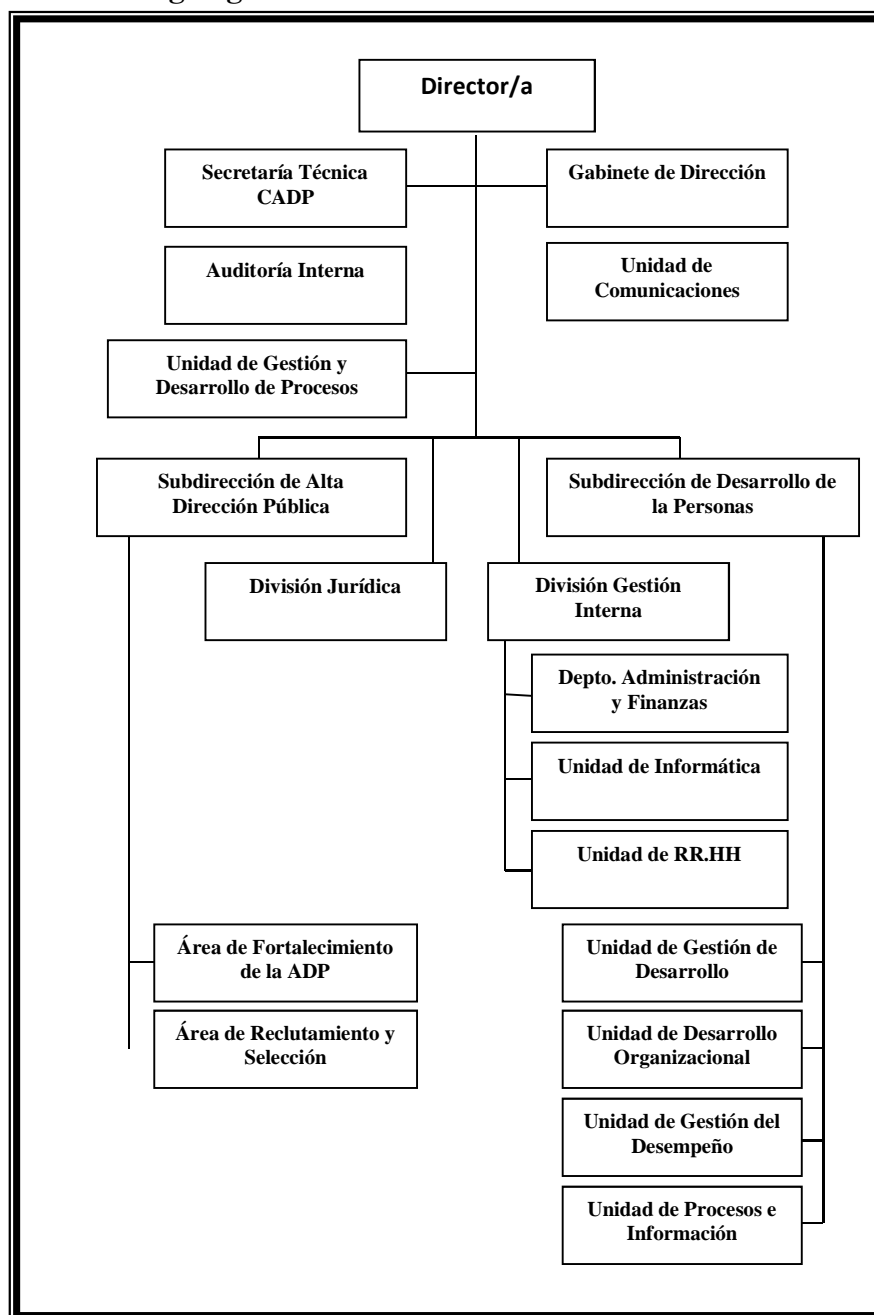 Director/a
Secretaría Técnica
CADP
Gabinete de Dirección
Auditoría Interna
Unidad de
Comunicaciones
Unidad de Gestión y
Desarrollo de Procesos
Subdirección de Alta
Dirección Pública
Subdirección de Desarrollo de
la Personas
División Jurídica
División Gestión
Interna
Depto. Administración
y Finanzas
Unidad de Informática
Unidad de RR.HH
Área de Fortalecimiento
de la ADP
Unidad de Gestión de
Desarrollo
Área de Reclutamiento y
Selección
Unidad de Desarrollo
Organizacional
Unidad de Gestión del
Desempeño
Unidad de Procesos e
Información